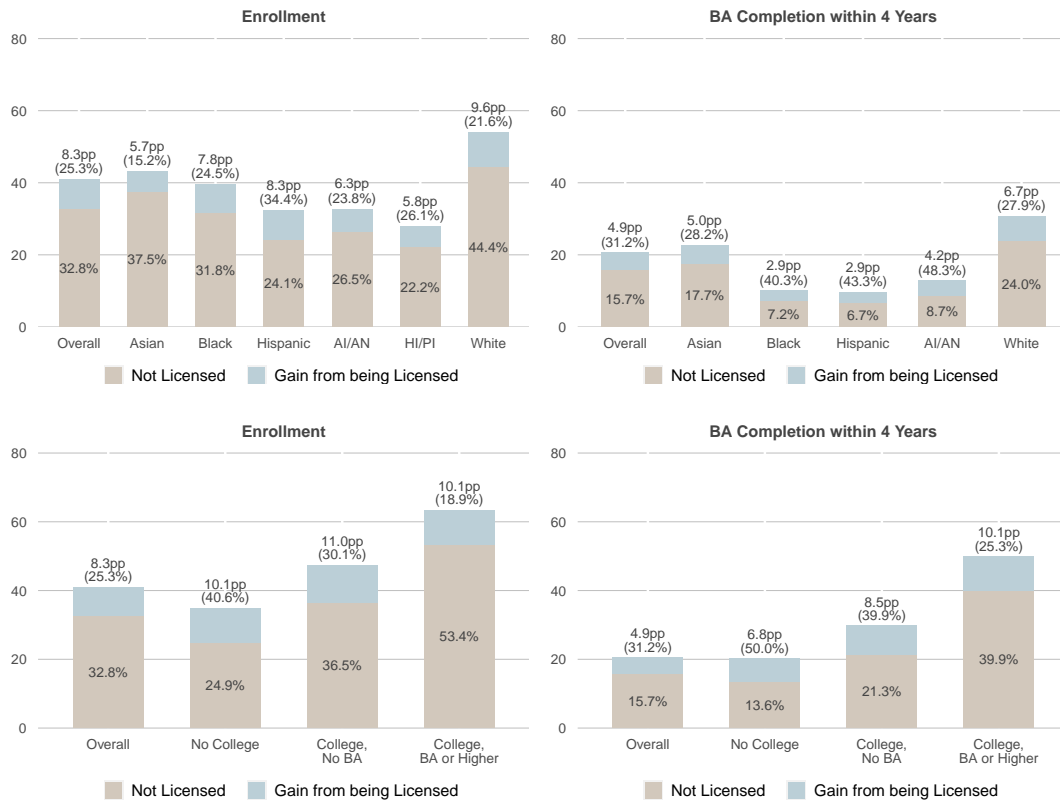 Enrollment
80
60
40
20
0
8.3pp
(25.3%)
32.8%
5.7pp
(15.2%)
37.5%
7.8pp
(24.5%)
31.8%
8.3pp
(34.4%)
24.1%
6.3pp
(23.8%)
26.5%
5.8pp
(26.1%)
22.2%
9.6pp
(21.6%)
44.4%
Overall Asian Black Hispanic AI/AN HI/PI White
Not Licensed Gain from being Licensed
BA Completion within 4 Years
80
60
40
20
0
4.9pp
(31.2%)
15.7%
5.0pp
(28.2%)
17.7%
2.9pp
(40.3%)
7.2%
2.9pp
(43.3%)
6.7%
4.2pp
(48.3%)
8.7%
6.7pp
(27.9%)
24.0%
Overall Asian Black Hispanic AI/AN White
Not Licensed Gain from being Licensed
Enrollment
80
60
40
20
0
8.3pp
(25.3%)
32.8%
10.1pp
(40.6%)
24.9%
11.0pp
(30.1%)
36.5%
10.1pp
(18.9%)
53.4%
Overall
No College
College,
No BA
College,
BA or Higher
Not Licensed Gain from being Licensed
BA Completion within 4 Years
80
60
40
20
0
4.9pp
(31.2%)
15.7%
6.8pp
(50.0%)
13.6%
8.5pp
(39.9%)
21.3%
10.1pp
(25.3%)
39.9%
Overall
No College
College,
No BA
College,
BA or Higher
Not Licensed Gain from being Licensed